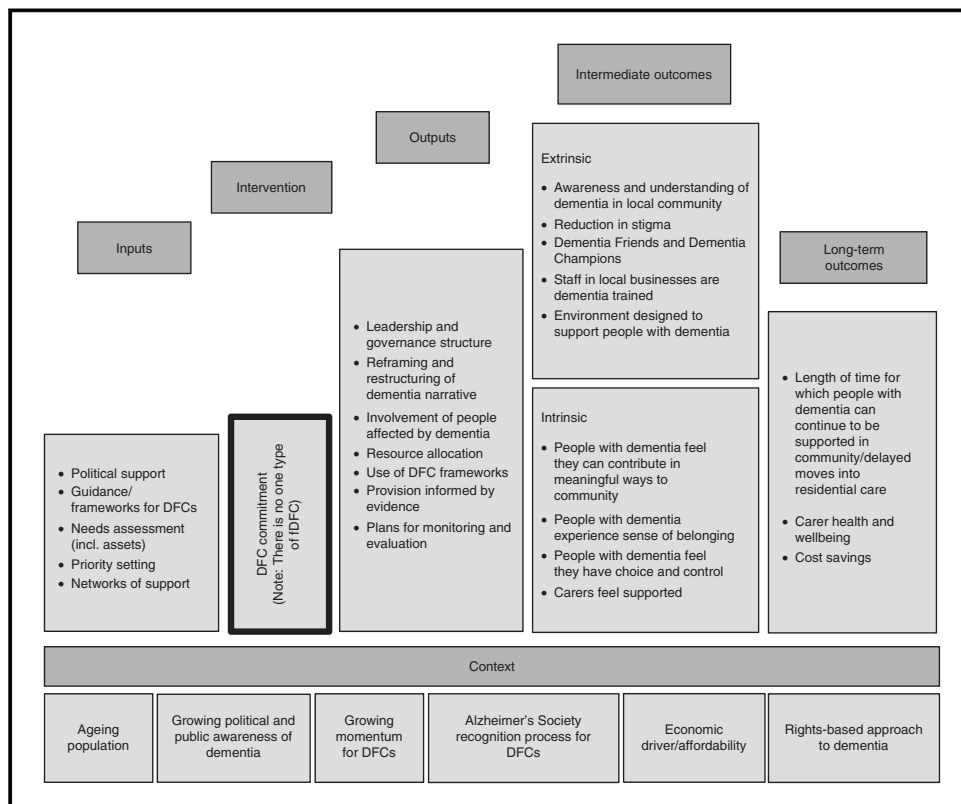 Inputs
• Political support
• Guidance/
frameworks for DFCs
• Needs assessment
(incl. assets)
• Priority setting
• Networks of support
Intervention
DFC commitment
(Note: There is no one type
of fDFC)
Outputs
• Leadership and
governance structure
• Reframing and
restructuring of
dementia narrative
• Involvement of people
affected by dementia
• Resource allocation
• Use of DFC frameworks
• Provision informed by
evidence
• Plans for monitoring and
evaluation
Intermediate outcomes
Extrinsic
• Awareness and understanding of
dementia in local community
• Reduction in stigma
• Dementia Friends and Dementia
Champions
• Staff in local businesses are
dementia trained
• Environment designed to
support people with dementia
Intrinsic
• People with dementia feel
they can contribute in
meaningful ways to
community
• People with dementia
experience sense of belonging
• People with dementia feel
they have choice and control
• Carers feel supported
Long-term
outcomes
• Length of time for
which people with
dementia can
continue to be
supported in
community/delayed
moves into
residential care
• Carer health and
wellbeing
• Cost savings
Context
Ageing
population
Growing political and
public awareness of
dementia
Growing
momentum
for DFCs
Alzheimer's Society
recognition process for
DFCs
Economic
driver/affordability
Rights-based approach
to dementia